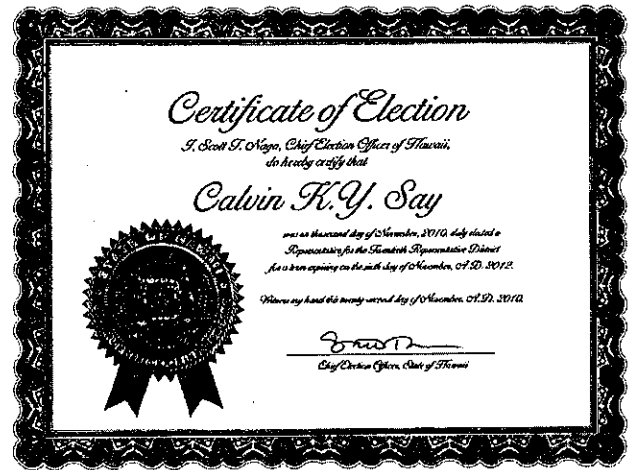 Certificate of Election
I, Scott T. Nago, Chief Election Officer of Hawaii,
do hereby certify that
Calvin K.Y. Say
was on the second day of November, 2010, duly elected a
Representative for the Twentieth Representative District
for a term expiring on the sixth day of November, A.D. 2012.
Witness my hand this twenty-second day of November, A.D. 2010.
Chief Election Officer, State of Hawaii